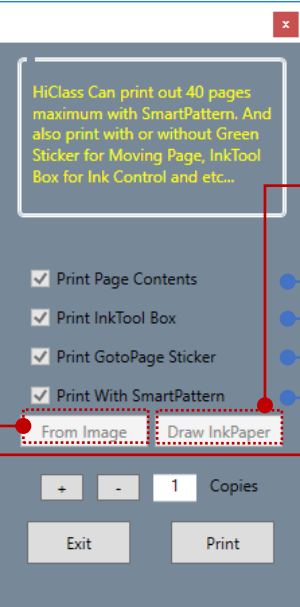 x
HiClass Can print out 40 pages
maximum with SmartPattern. And
also print with or without Green
Sticker for Moving Page, InkTool
Box for Ink Control and etc...
Print Page Contents
Print InkTool Box
Print GotoPage Sticker
Print With SmartPattern
From Image Draw InkPaper
+ - 1 Copies
Exit Print